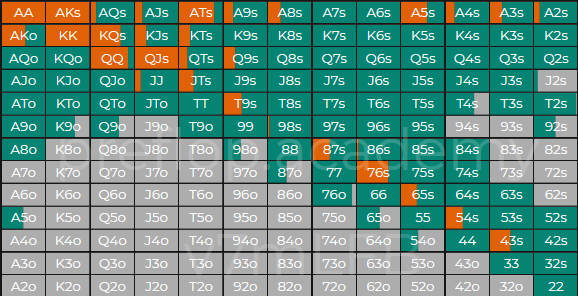 AA AKs AQs AJs ATs A9s A8s A7s A6s A5s A4s A3s A2s
AKo KK KQs KJs KTs K9s K8s K7s K6s K5s K4s K3s K2s
AQo KQo QQ QJs QTs Q9s Q8s Q7s Q6s Q5s Q4s Q3s Q2s
AJo KJo QJo JJ JTs J9s J8s J7s J6s J5s J4s J3s J2s
ATo KTo QTo JTo TT T9s T8s T7s T6s T5s T4s T3s T2s
A9o K9o Q9o J9o T9o 99 98s 97s 96s 95s 94s 93s 92s
A8o K8o Q8o J8o T8o 98o 88 87s 86s 85s 84s 83s 82s
preflop.academy
A7o K7o Q7o J7o T7o 97o 87o 77 76s 75s 74s 73s 72s
A6o K6o Q6o J6o T6o 96o 86o 76o 66 65s 64s 63s 62s
A5o K5o Q5o J5o T5o 95o 85o 75o 65o 55 54s 53s 52s
A4o K4o Q4o J4o T4o 94o 84o 74o 64o 54o 44 43s 42s
A3o K3o Q3o J3o T3o 93o 83o 73o 63o 53o 43o 33 32s
A2o K2o Q2o J2o T2o 92o 82o 72o 62o 52o 42o 32o 22